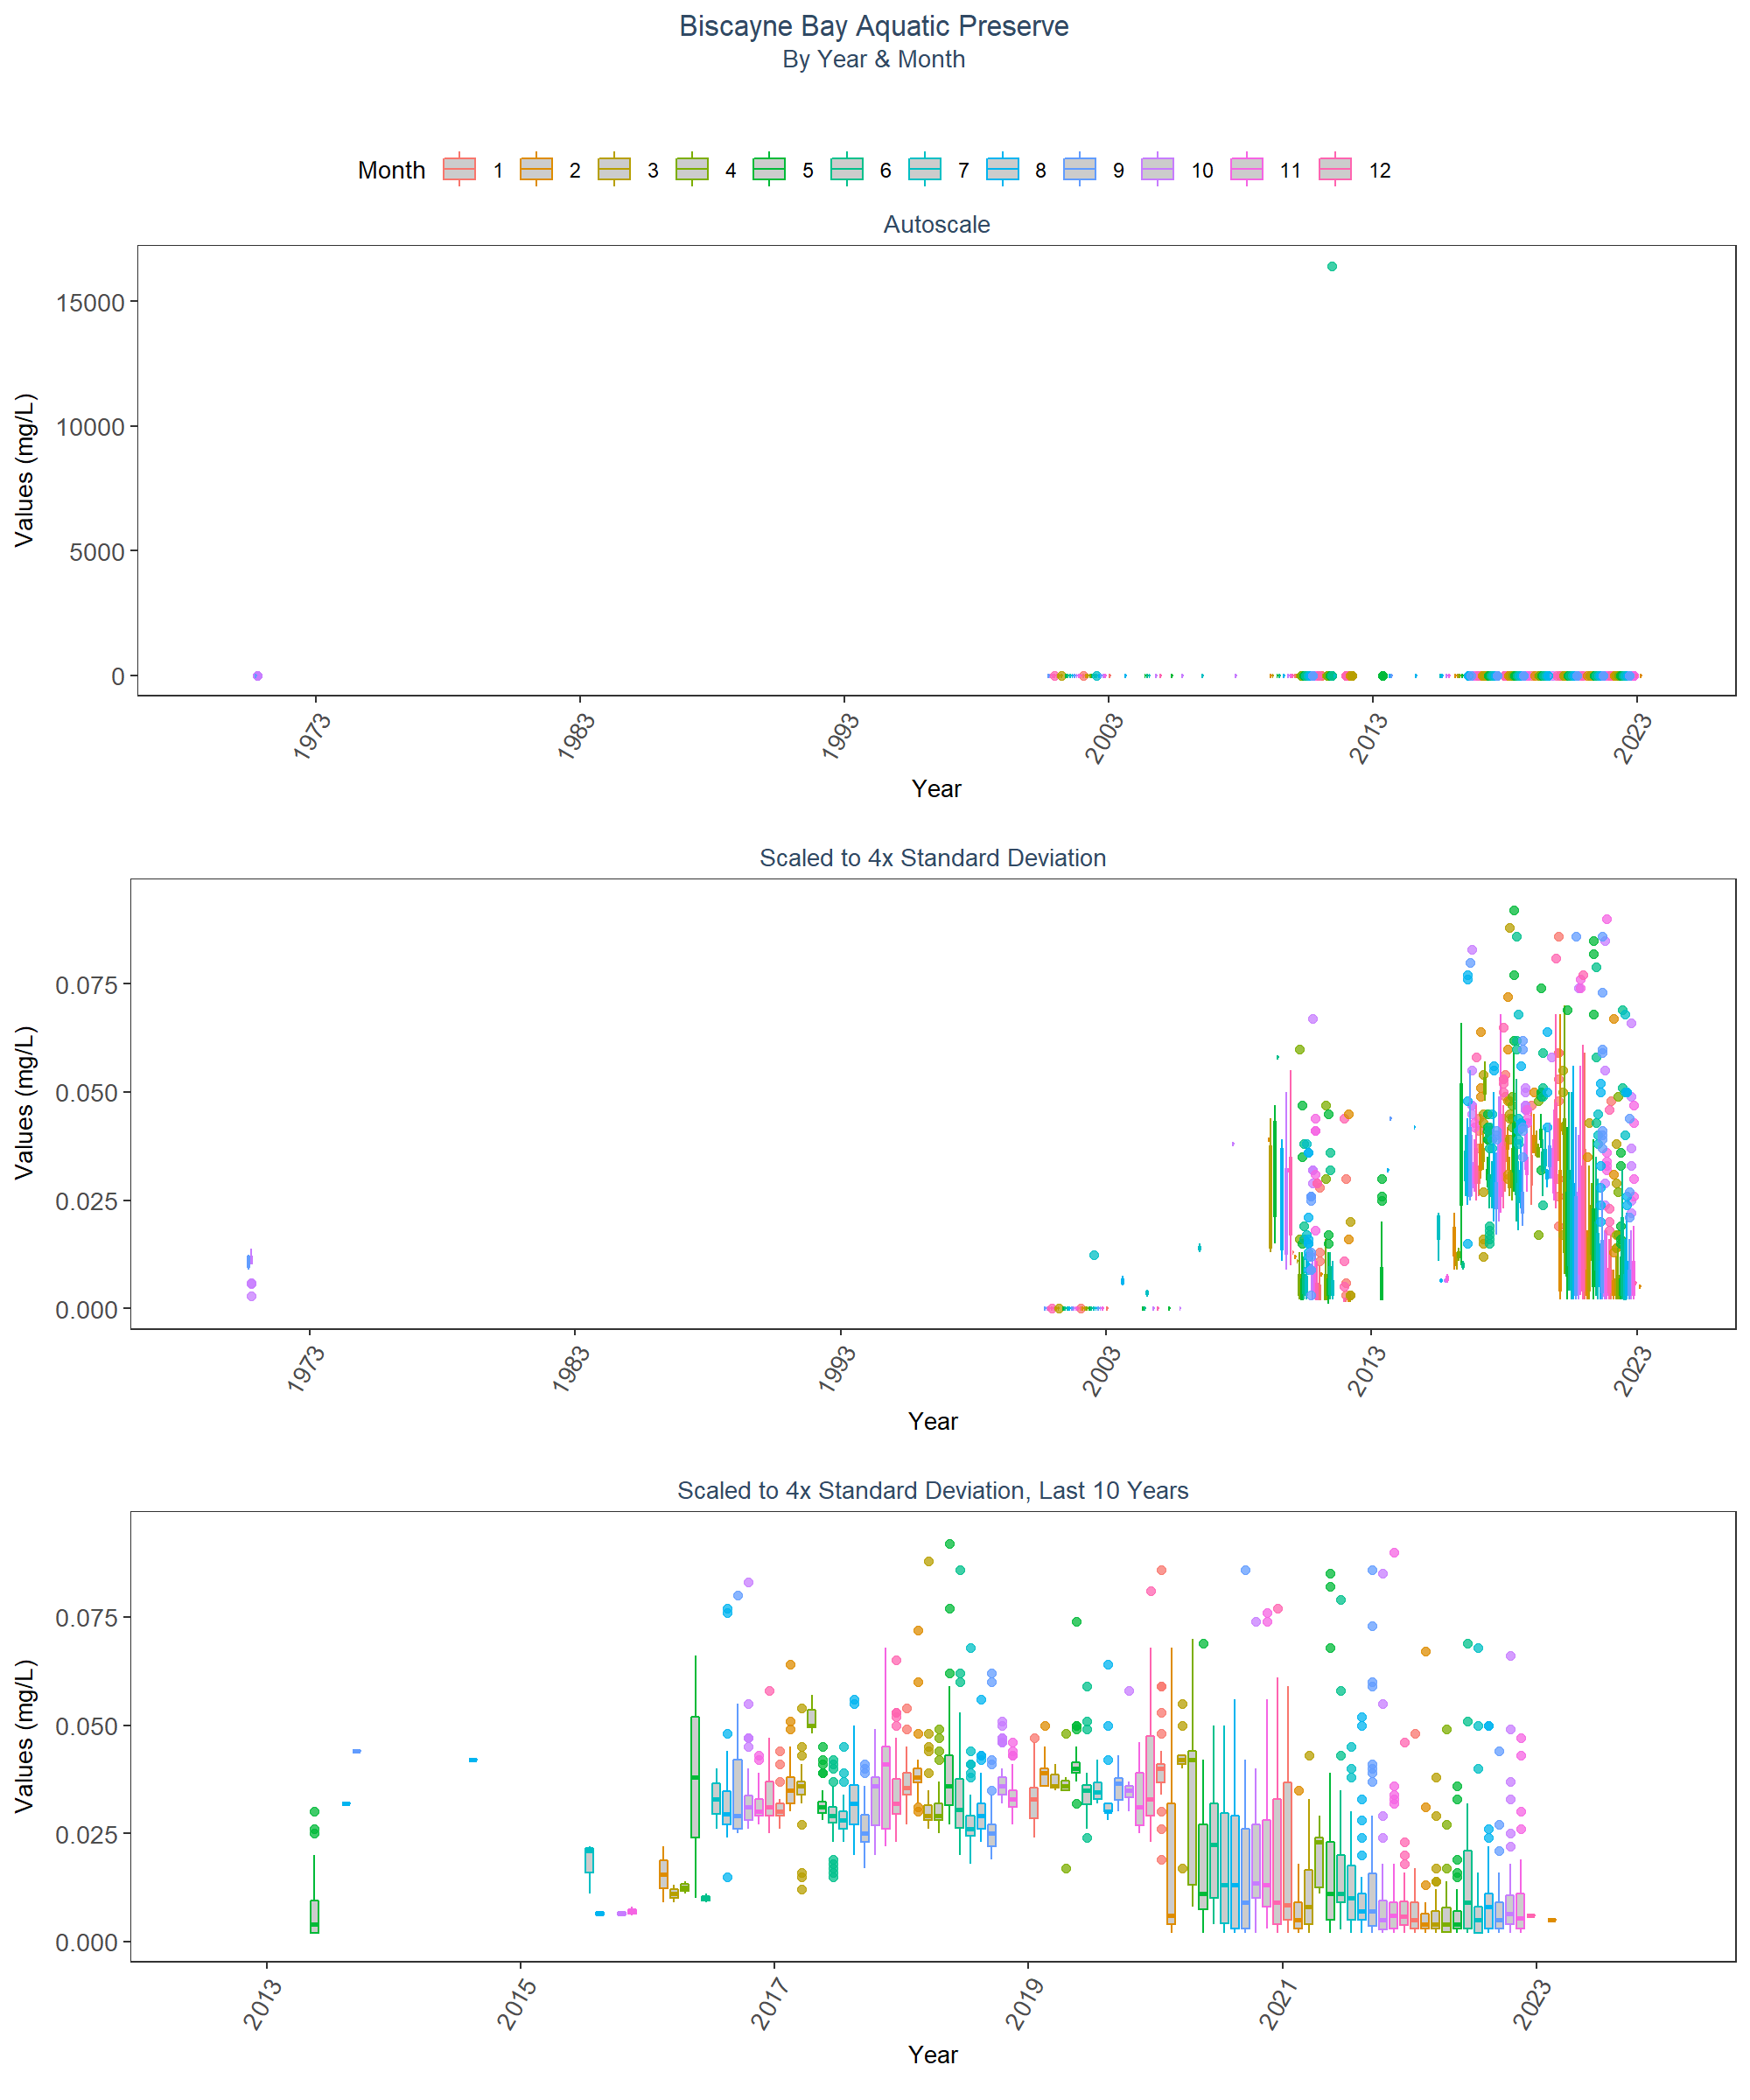 Biscayne Bay Aquatic Preserve
By Year & Month
Month 1 2 3 4 5 6 7 8 9 10 11 12
Autoscale
Values (mg/L)
15000
10000
5000
0
1973 1983 1993 2003 2013 2023
Year
Scaled to 4x Standard Deviation
Values (mg/L)
0.075
0.050
0.025
0.000
1973 1983 1993 2003 2013 2023
Year
Scaled to 4x Standard Deviation, Last 10 Years
Values (mg/L)
0.075
0.050
0.025
0.000
2013 2015 2017 2019 2021 2023
Year